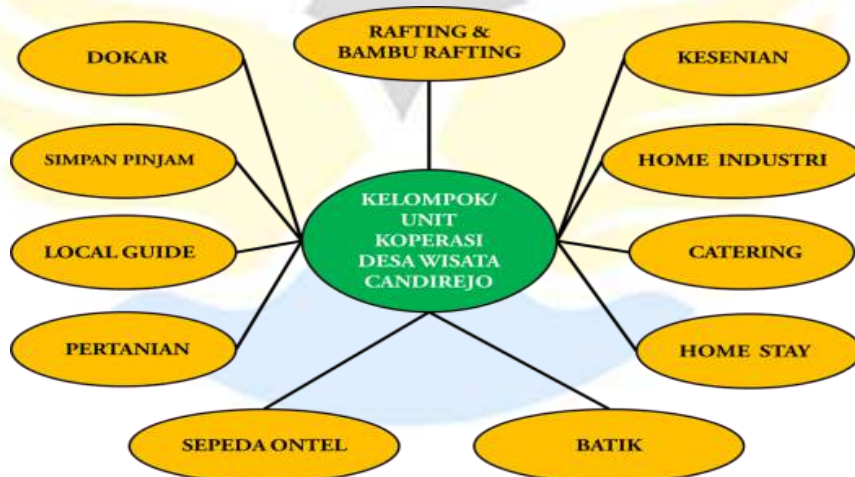 RAFTING &
BAMBU RAFTING
DOKAR
KESENIAN
SIMPAN PINJAM
HOME INDUSTRI
KELOMPOK/
UNIT
KOPERASI
DESA WISATA
CANDIREJO
LOCAL GUIDE
CATERING
PERTANIAN
HOME STAY
SEPEDA ONTEL
BATIK